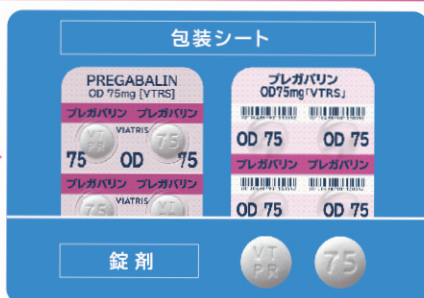 包装シート
PREGABALIN
OD 75mg [VTRS]
プレガバリン プレガバリン
VT
PR
VIATRIS
75
75 OD 75
プレガバリン プレガバリン
75
VIATRIS
VT
プレガバリン
OD75mg「VTRS」
OD 75 OD 75
プレガバリン プレガバリン
OD 75 OD 75
錠剤
VT
PR
75